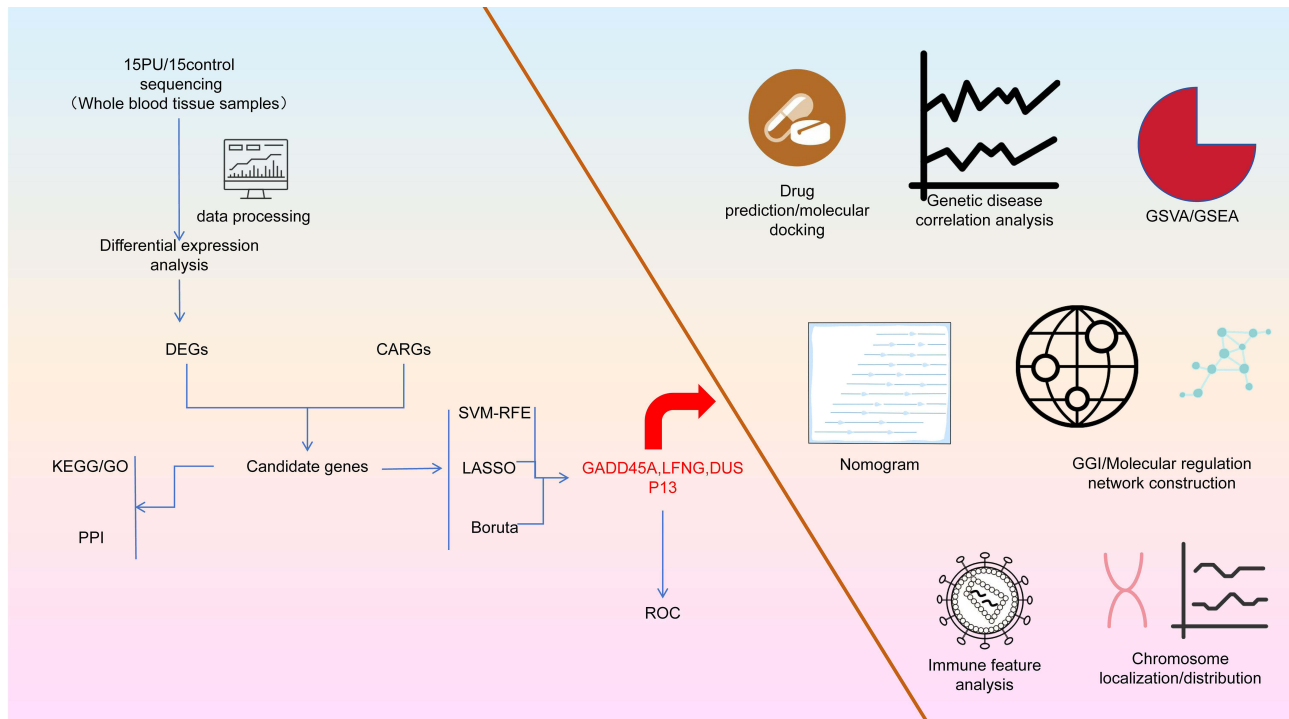 15PU/15control
sequencing
（Whole blood tissue samples）
data processing
Differential expression
analysis
DEGs
CARGs
KEGG/GO
PPI
Candidate genes
SVM-RFE
LASSO
Boruta
GADD45A,LFNG,DUS
P13
ROC
Drug
prediction/molecular
docking
Genetic disease
correlation analysis
GSVA/GSEA
Nomogram
GGI/Molecular regulation
network construction
Immune feature
analysis
Chromosome
localization/distribution